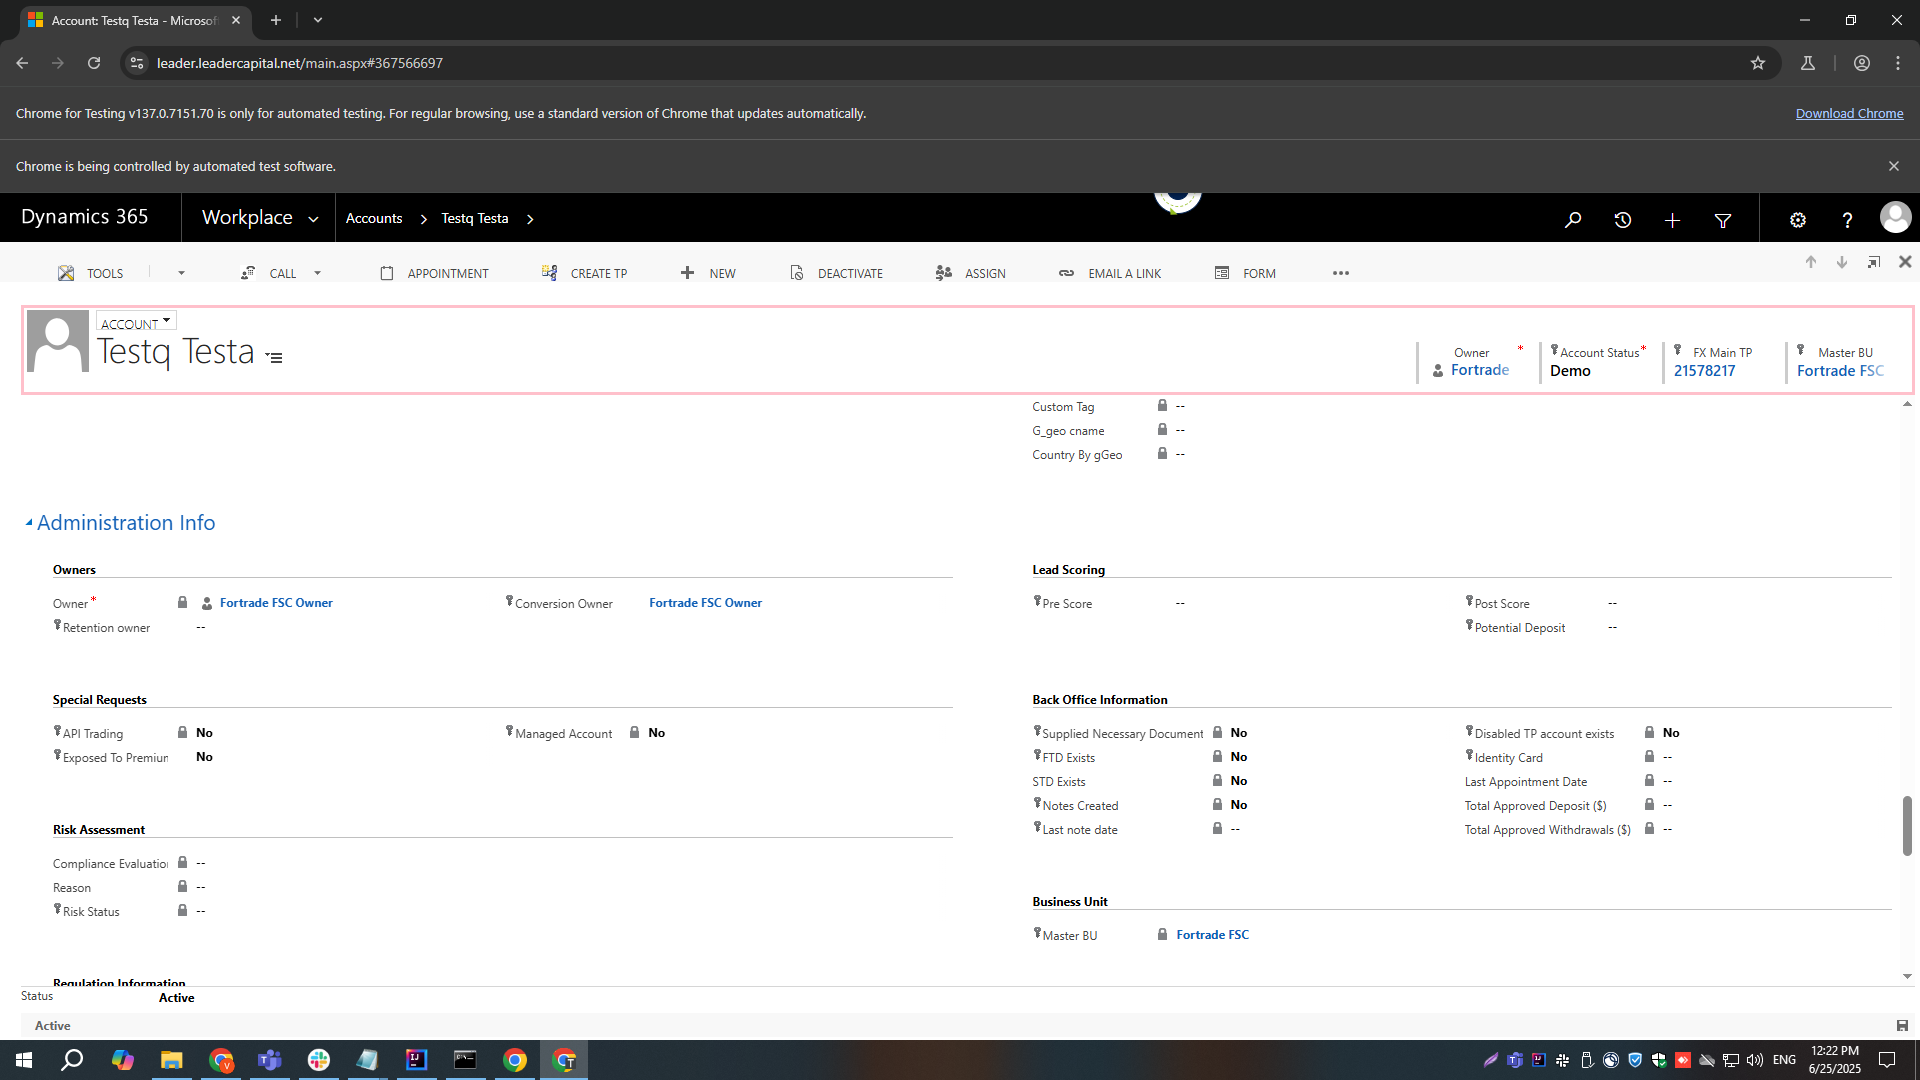 Account: Testq Testa - Microsof
leader.leadercapital.net/main.aspx#367566697
Chrome for Testing v137.0.7151.70 is only for automated testing. For regular browsing, use a standard version of Chrome that updates automatically.
Download Chrome
Chrome is being controlled by automated test software.
Dynamics 365
Workplace
Accounts
Testq Testa
TOOLS
CALL
APPOINTMENT
CREATE TP
NEW
DEACTIVATE
ASSIGN
EMAIL A LINK
FORM
ACCOUNT
Testq Testa
Owner *
Fortrade
Account Status *
Demo
FX Main TP
21578217
Master BU
Fortrade FSC
Custom Tag --
G_geo cname --
Country By gGeo --
Administration Info
Owners
Owner * Fortrade FSC Owner
Conversion Owner Fortrade FSC Owner
Retention owner --
Lead Scoring
Pre Score --
Post Score --
Potential Deposit --
Special Requests
API Trading No
Managed Account No
Exposed To Premiun
No
Back Office Information
Supplied Necessary Document No
Disabled TP account exists No
FTD Exists No
Identity Card --
STD Exists No
Last Appointment Date --
Notes Created No
Total Approved Deposit ($) --
Last note date --
Total Approved Withdrawals ($) --
Risk Assessment
Compliance Evaluatio --
Reason --
Risk Status --
Business Unit
Master BU Fortrade FSC
Regulation Information
Status Active
Active
ENG
12:22 PM
6/25/2025